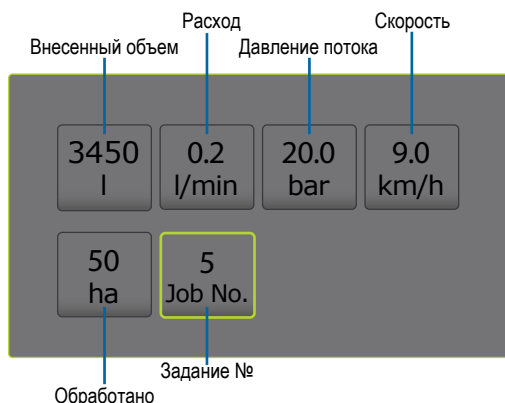 Расход
Скорость
Внесенный объем
Давление потока
3450
l
0.2
l/min
20.0
bar
9.0
km/h
50
ha
5
Job No.
Задание №
Обработано